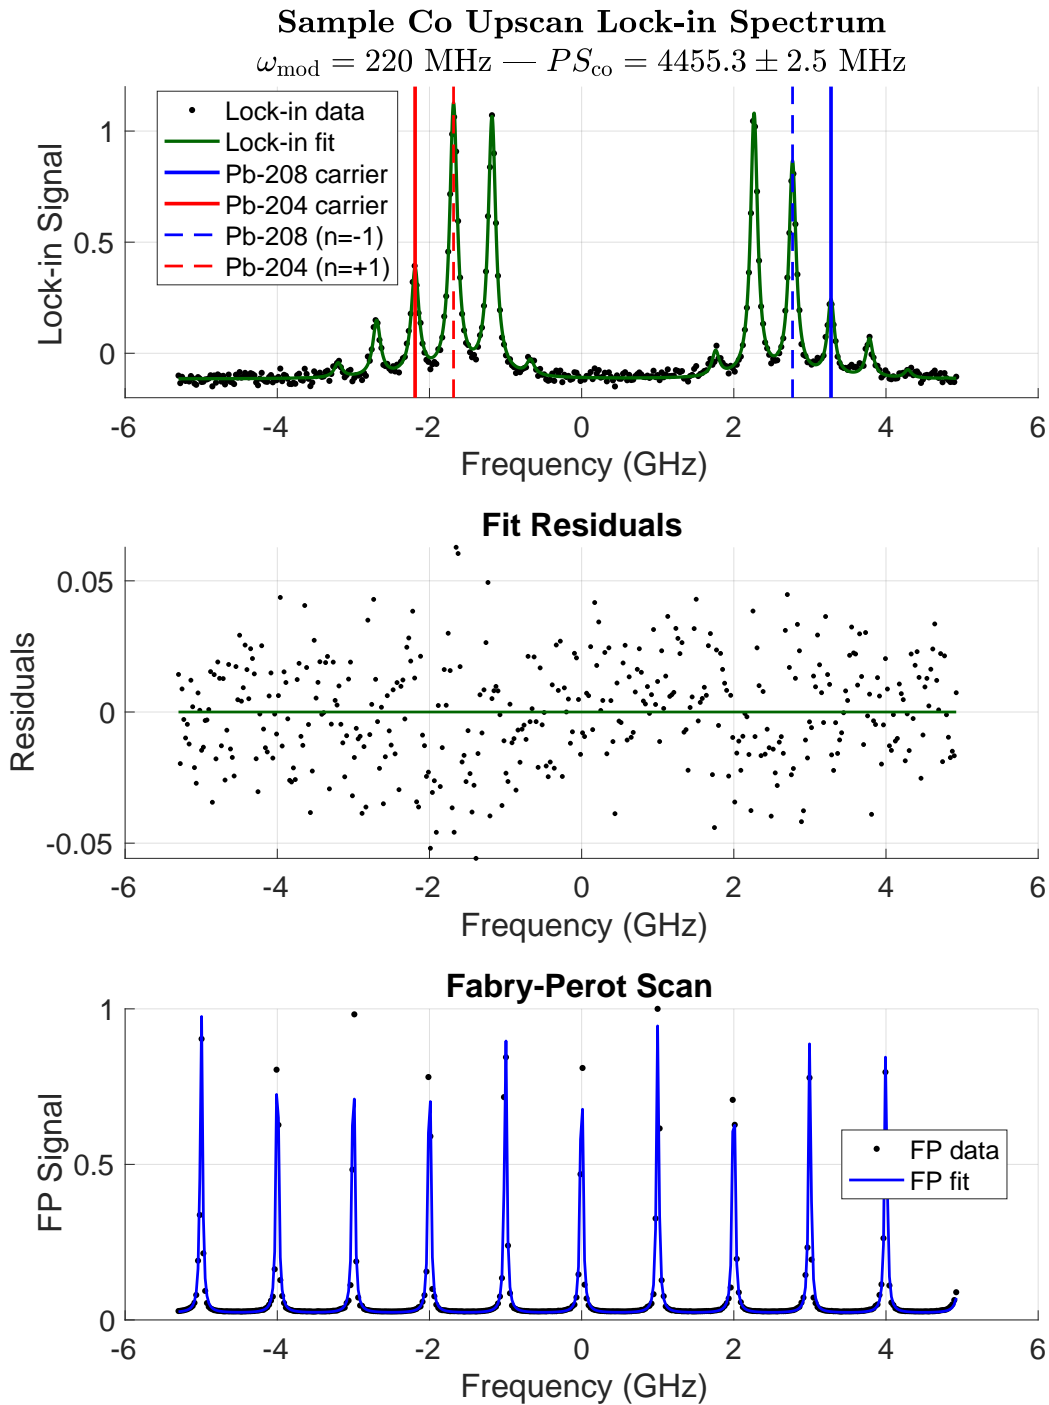 Sample Co Upscan Lock-in Spectrum
ω_mod = 220 MHz — PS_co = 4455.3 ± 2.5 MHz
Lock-in Signal
1
0.5
0
Lock-in data
Lock-in fit
Pb-208 carrier
Pb-204 carrier
Pb-208 (n=-1)
Pb-204 (n=+1)
-6 -4 -2 0 2 4 6
Frequency (GHz)
Fit Residuals
Residuals
0.05
0
-0.05
-6 -4 -2 0 2 4 6
Frequency (GHz)
Fabry-Perot Scan
FP Signal
1
0.5
0
FP data
FP fit
-6 -4 -2 0 2 4 6
Frequency (GHz)